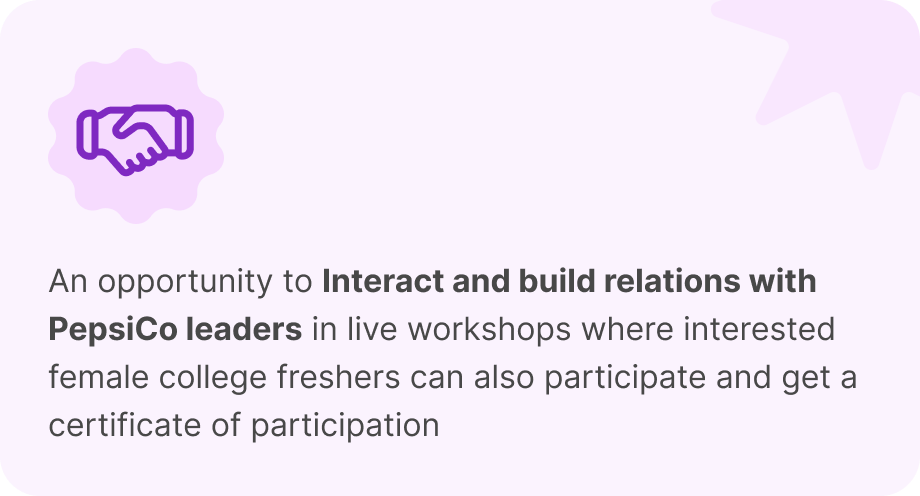 An opportunity to Interact and build relations with
PepsiCo leaders in live workshops where interested
female college freshers can also participate and get a
certificate of participation